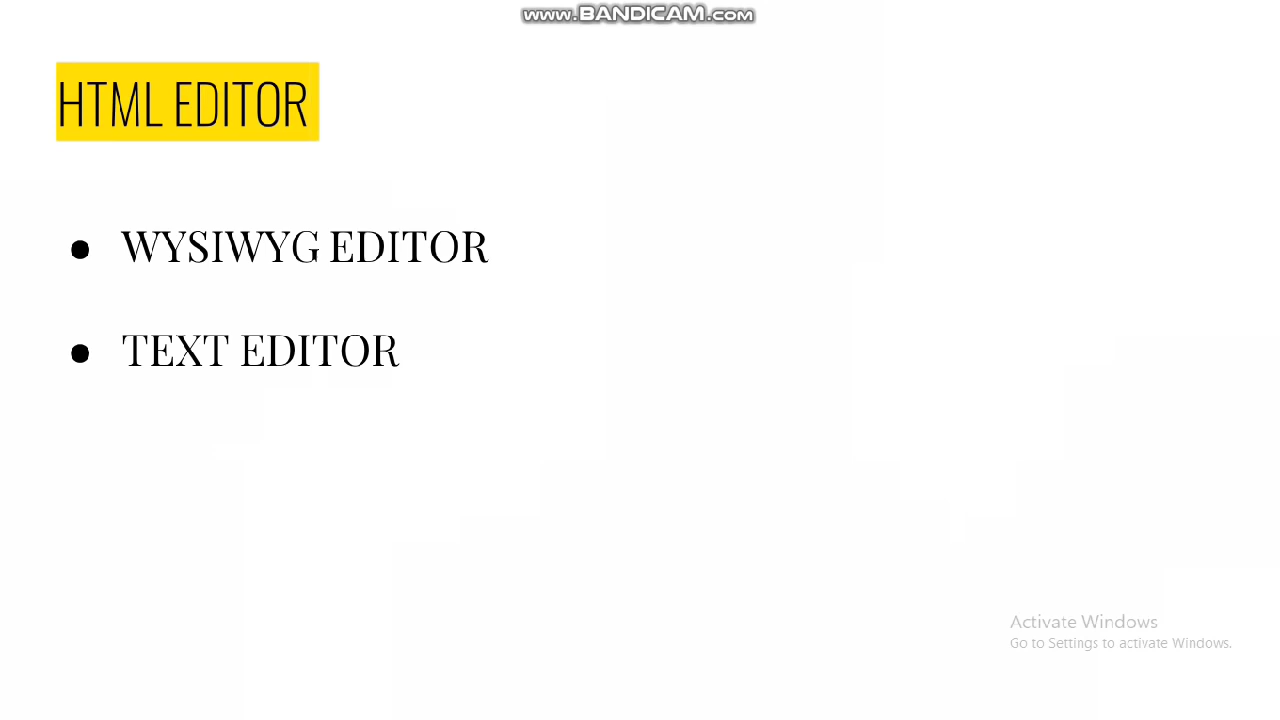 www.BANDICAM.com
HTML EDITOR
● WYSIWYG EDITOR
● TEXT EDITOR
Activate Windows
Go to Settings to activate Windows.